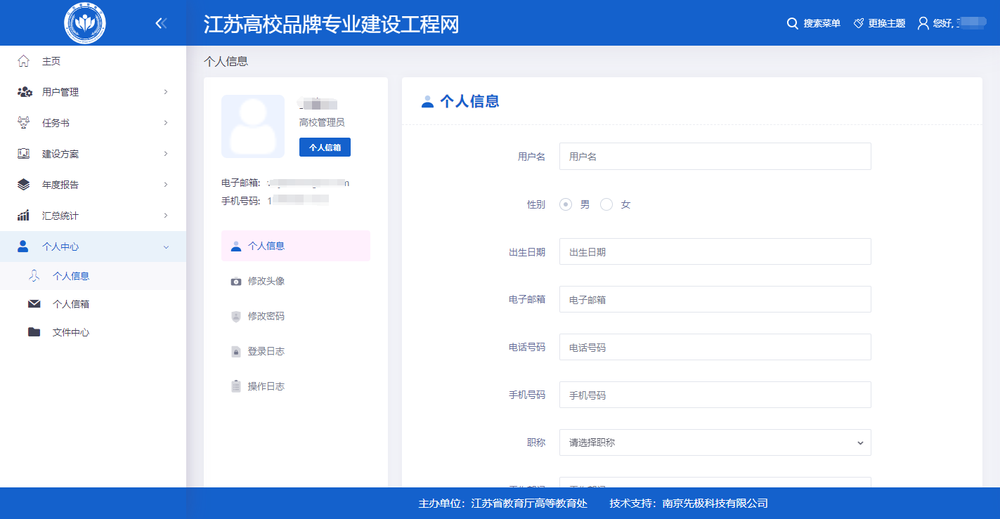 江苏高校品牌专业建设工程网
搜索菜单
更换主题
您好,
主页
用户管理
任务书
建设方案
年度报告
汇总统计
个人中心
个人信息
个人信箱
文件中心
个人信息
高校管理员
个人信箱
电子邮箱:
手机号码: 1
个人信息
修改头像
修改密码
登录日志
操作日志
个人信息
用户名 用户名
性别 男 女
出生日期 出生日期
电子邮箱 电子邮箱
电话号码 电话号码
手机号码 手机号码
职称 请选择职称
主办单位：江苏省教育厅高等教育处 技术支持：南京先极科技有限公司